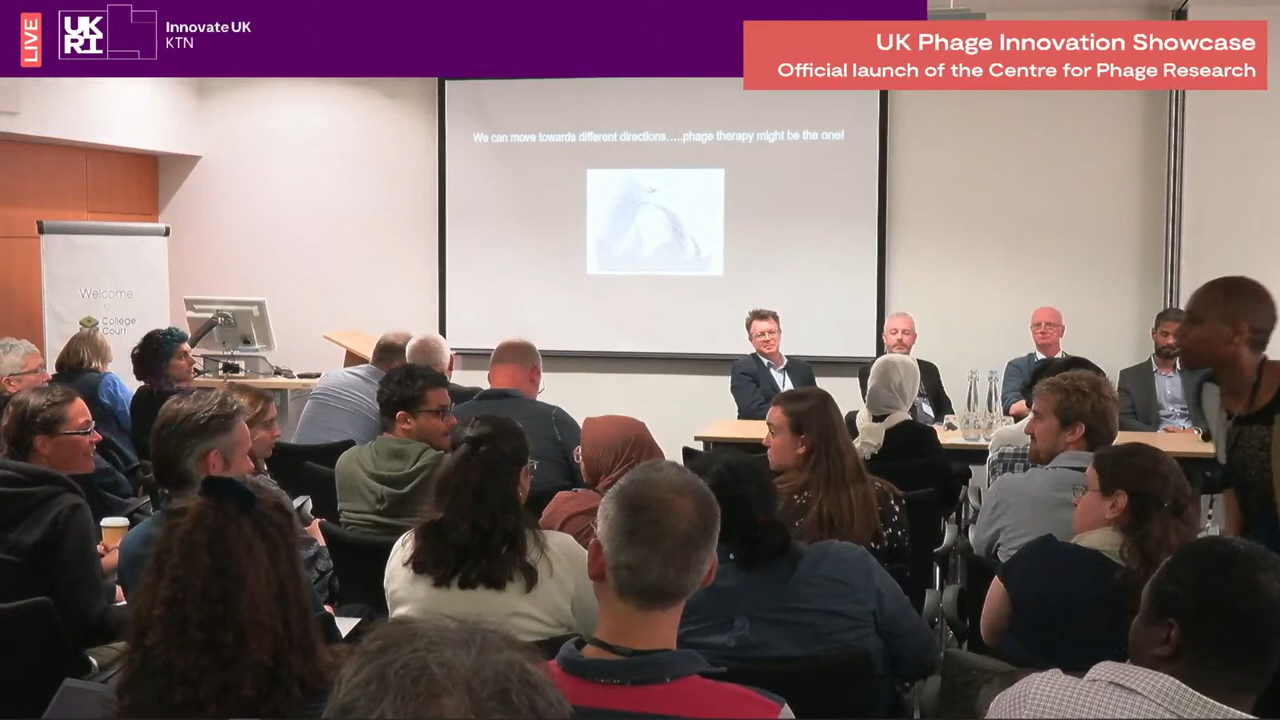 LIVE
UK
RI
Innovate UK
KTN
UK Phage Innovation Showcase
Official launch of the Centre for Phage Research
We can move towards different directions.....phage therapy might be the one!
Welcome
to
College
Court